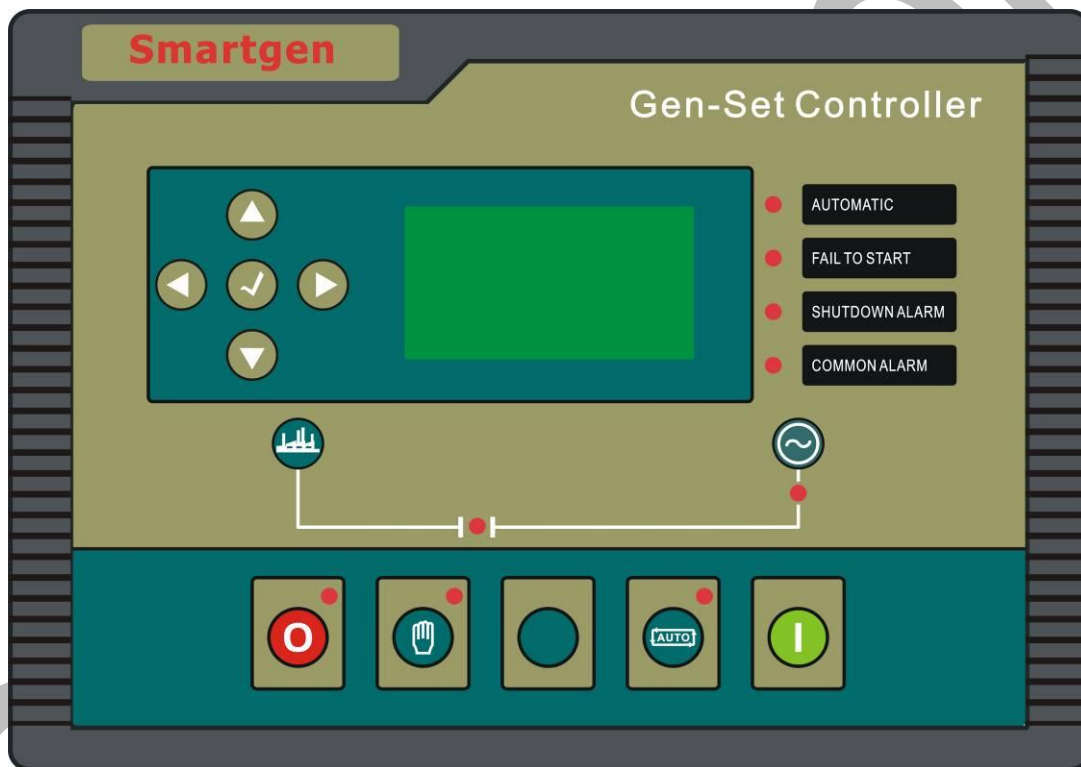 Smartgen
Gen-Set Controller
AUTOMATIC
FAIL TO START
SHUTDOWN ALARM
COMMON ALARM
O
AUTO
I